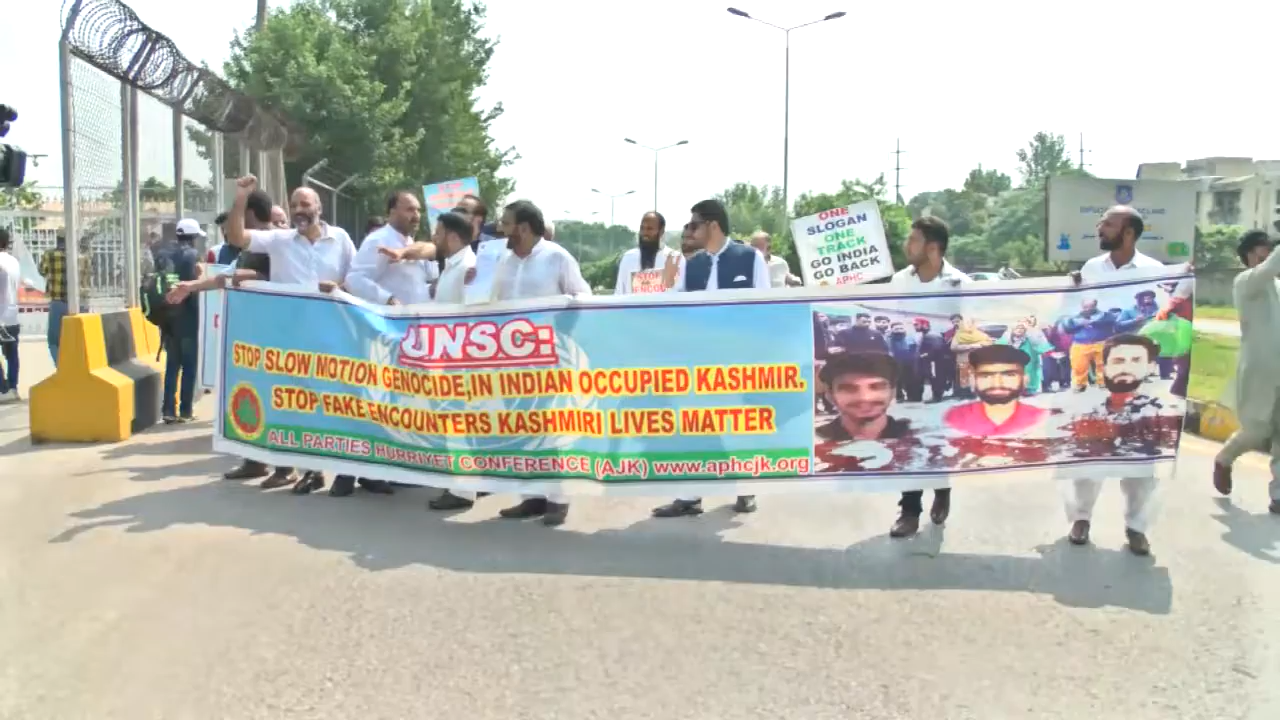 ONE
SLOGAN
ONE
TRACK
GO INDIA
GO BACK
APHC
STOP
UNSC:
STOP SLOW MOTION GENOCIDE,IN INDIAN OCCUPIED KASHMIR.
STOP FAKE ENCOUNTERS KASHMIRI LIVES MATTER
ALL PARTIES HURRIYET CONFERENCE (AJK) www.aphcjk.org